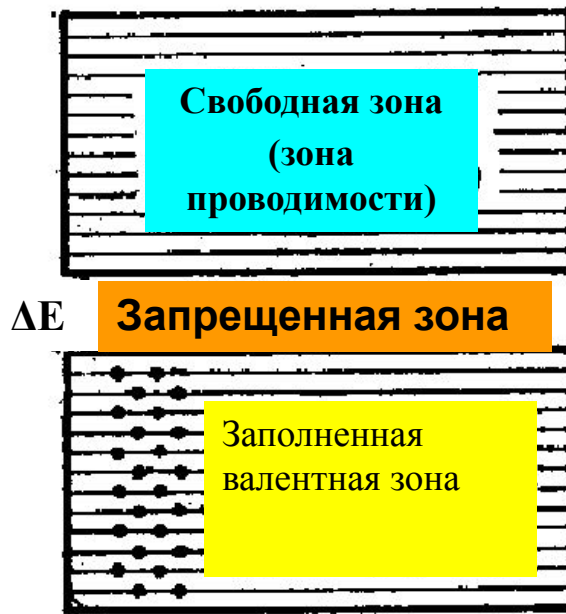 Свободная зона
(зона
проводимости)
ΔE Запрещенная зона
Заполненная
валентная зона